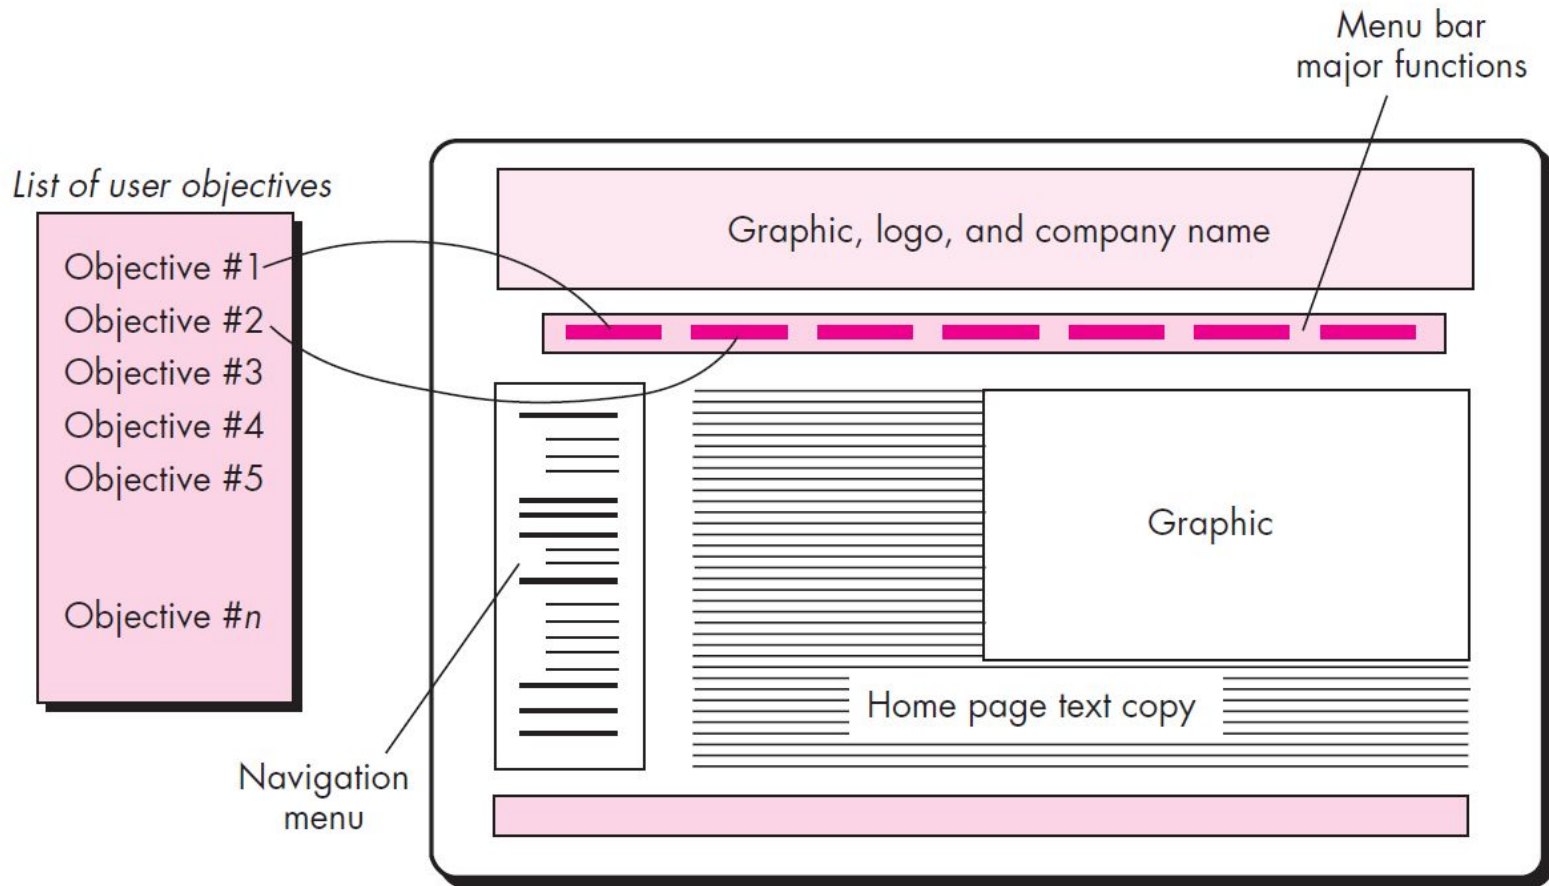 Menu bar
major functions
List of user objectives
Objective #1
Objective #2
Objective #3
Objective #4
Objective #5
Objective #n
Graphic, logo, and company name
Graphic
Home page text copy
Navigation
menu